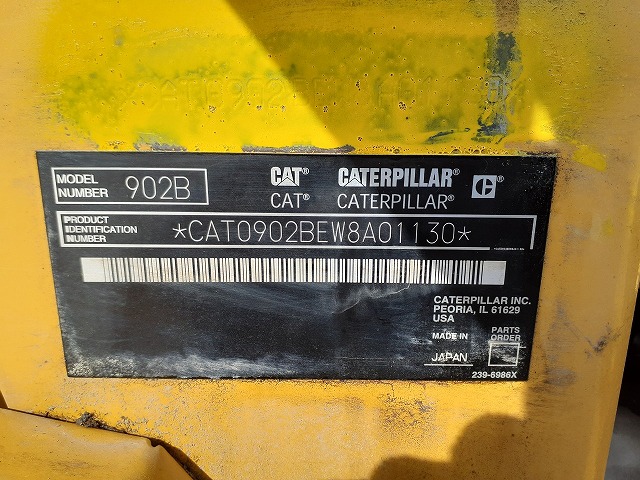 MODEL NUMBER 902B
CAT® CATERPILLAR® C®
CAT® CATERPILLAR®
PRODUCT IDENTIFICATION NUMBER
*CAT0902BEW8A01130*
CATERPILLAR INC.
PEORIA, IL 61629
USA
MADE IN
JAPAN
PARTS ORDER
239-6986X